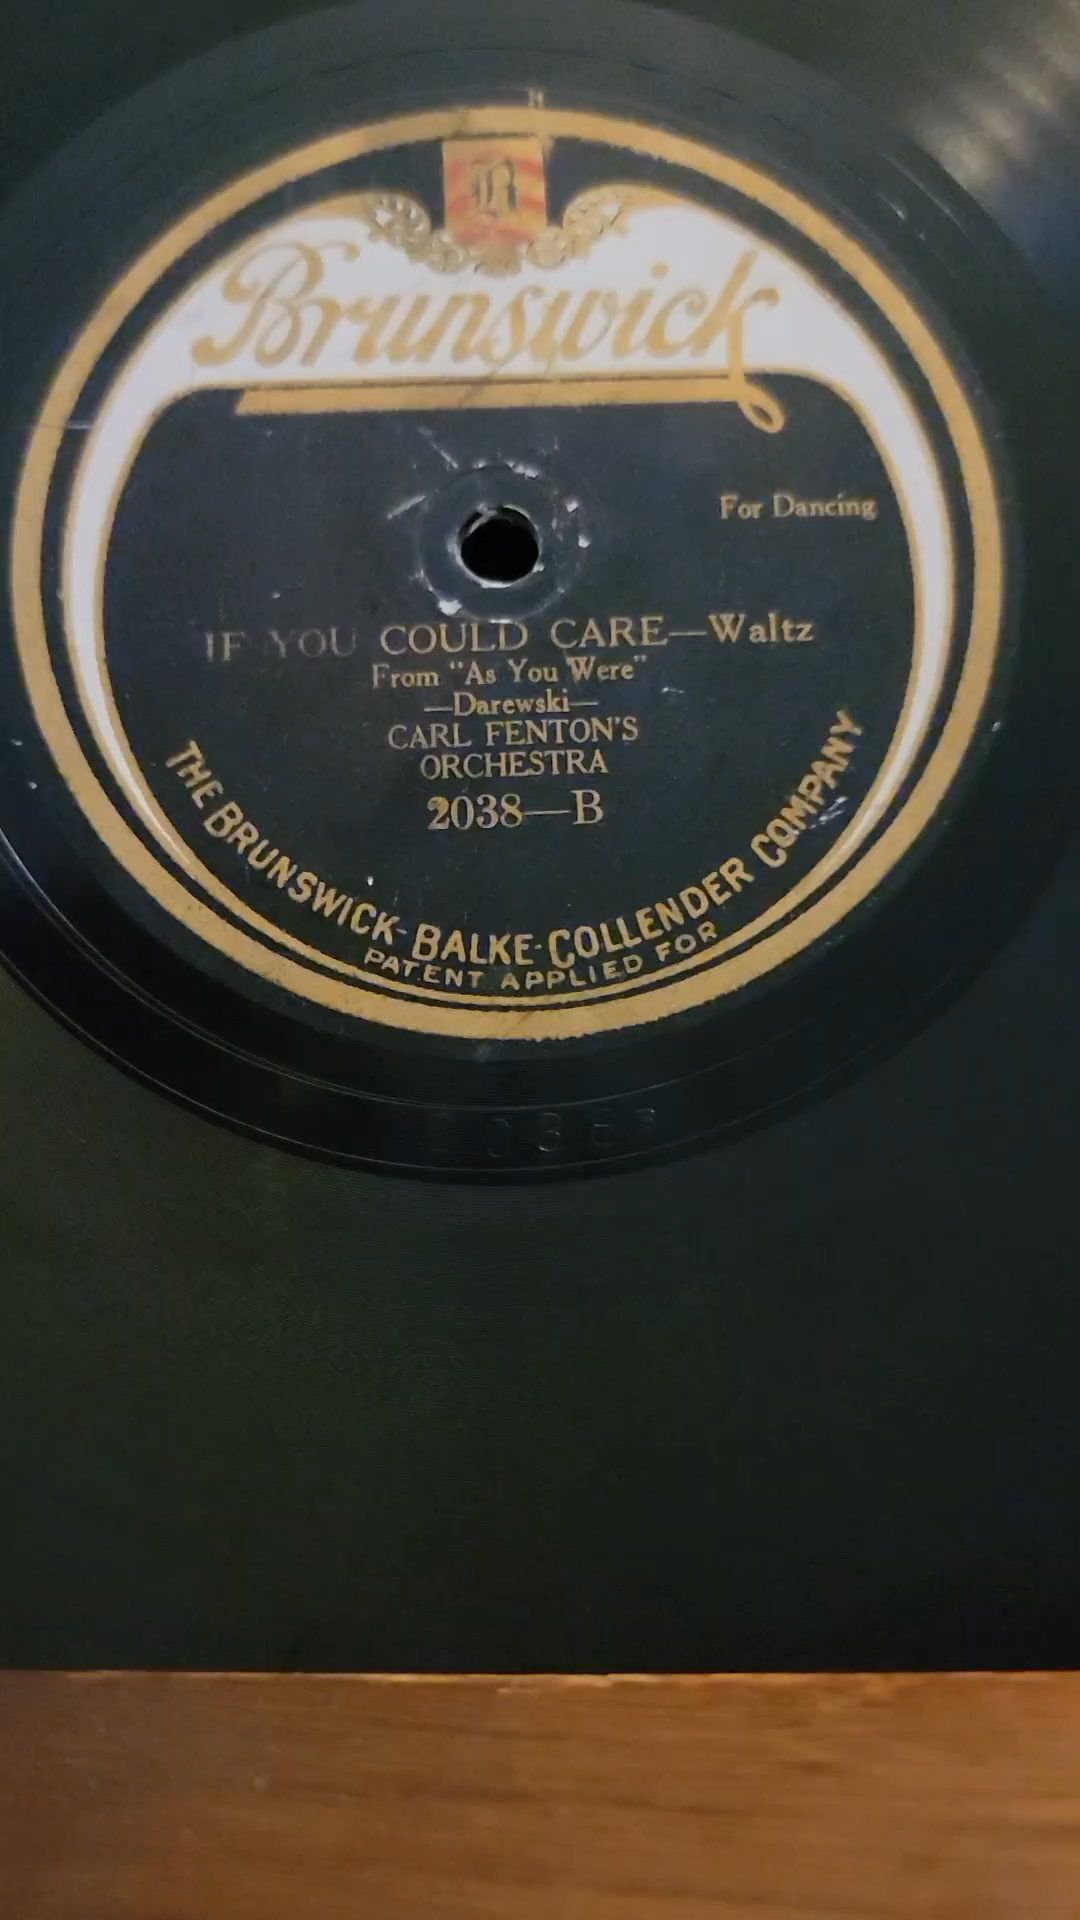 B
Brunswick
For Dancing
IF YOU COULD CARE—Waltz
From "As You Were"
—Darewski—
CARL FENTON'S
ORCHESTRA
2038—B
THE BRUNSWICK-BALKE-COLLENDER COMPANY
PATENT APPLIED FOR